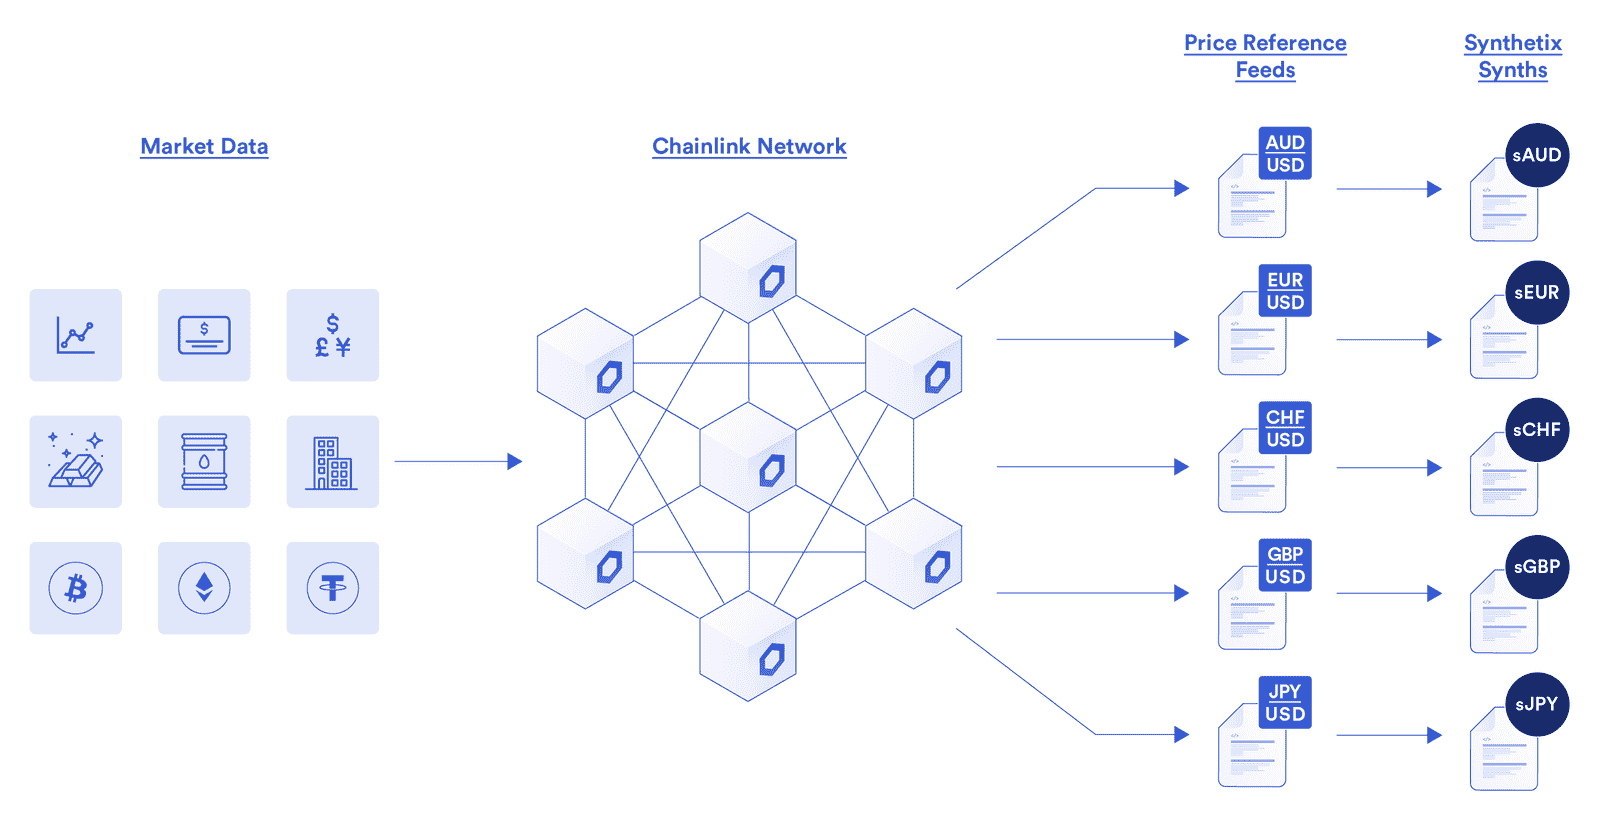 Price Reference
Feeds
Synthetix
Synths
Market Data
Chainlink Network
AUD
USD
sAUD
EUR
USD
sEUR
$
$
£ ¥
CHF
USD
sCHF
GBP
USD
sGBP
JPY
USD
sJPY